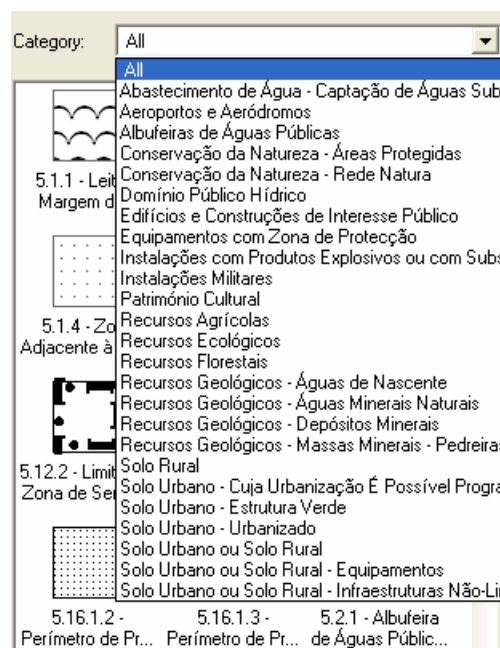 Category:
All
All
Abastecimento de Água - Captação de Águas Sub
Aeroportos e Aeródromos
Albufeiras de Águas Públicas
Conservação da Natureza - Áreas Protegidas
Conservação da Natureza - Rede Natura
Domínio Público Hídrico
Edifícios e Construções de Interesse Público
Equipamentos com Zona de Protecção
Instalações com Produtos Explosivos ou com Subs
Instalações Militares
Património Cultural
Recursos Agrícolas
Recursos Ecológicos
Recursos Florestais
Recursos Geológicos - Águas de Nascente
Recursos Geológicos - Águas Minerais Naturais
Recursos Geológicos - Depósitos Minerais
Recursos Geológicos - Massas Minerais - Pedreiras
Solo Rural
Solo Urbano - Cuja Urbanização É Possível Progra
Solo Urbano - Estrutura Verde
Solo Urbano - Urbanizado
Solo Urbano ou Solo Rural
Solo Urbano ou Solo Rural - Equipamentos
Solo Urbano ou Solo Rural - Infraestruturas Não-Li
5.1.1 - Leit
Margem d
5.1.4 - Zo
Adjacente à
5.12.2 - Limit
Zona de Se
5.16.1.2 -
Perímetro de Pr...
5.16.1.3 -
Perímetro de Pr...
5.2.1 - Albufeira
de Águas Públic...